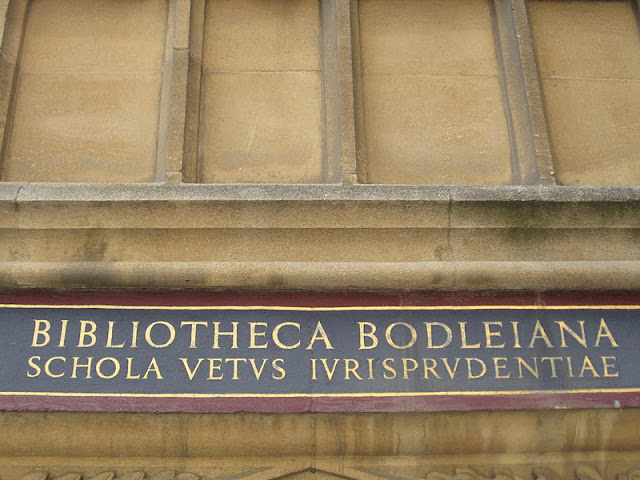 BIBLIOTHECA BODLEIANA
SCHOLA VETVS IVRISPRVDENTIAE